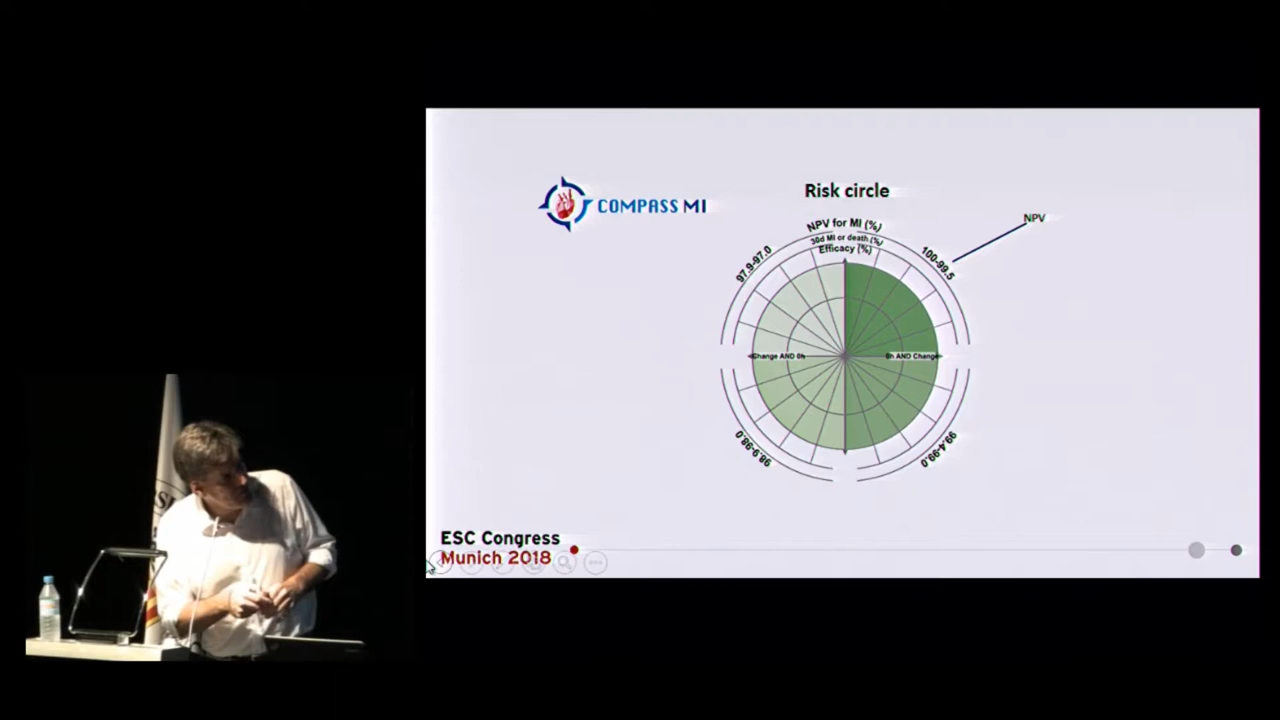 COMPASS MI
Risk circle
NPV
NPV for MI (%)
30d MI or death (%)
Efficacy (%)
97.9-97.0
100-99.5
Change AND 0h
0h AND Change
98.9-98.0
99.4-99.0
ESC Congress
Munich 2018